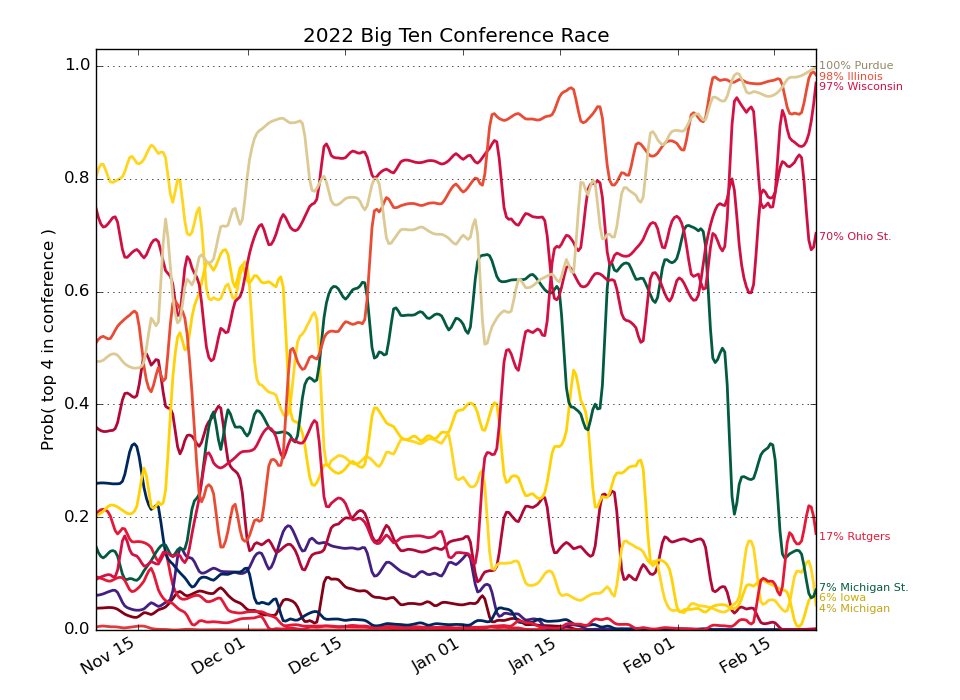 2022 Big Ten Conference Race
Prob( top 4 in conference )
1.0
0.8
0.6
0.4
0.2
0.0
Nov 15
Dec 01
Dec 15
Jan 01
Jan 15
Feb 01
Feb 15
100% Purdue
98% Illinois
97% Wisconsin
70% Ohio St.
17% Rutgers
7% Michigan St.
6% Iowa
4% Michigan